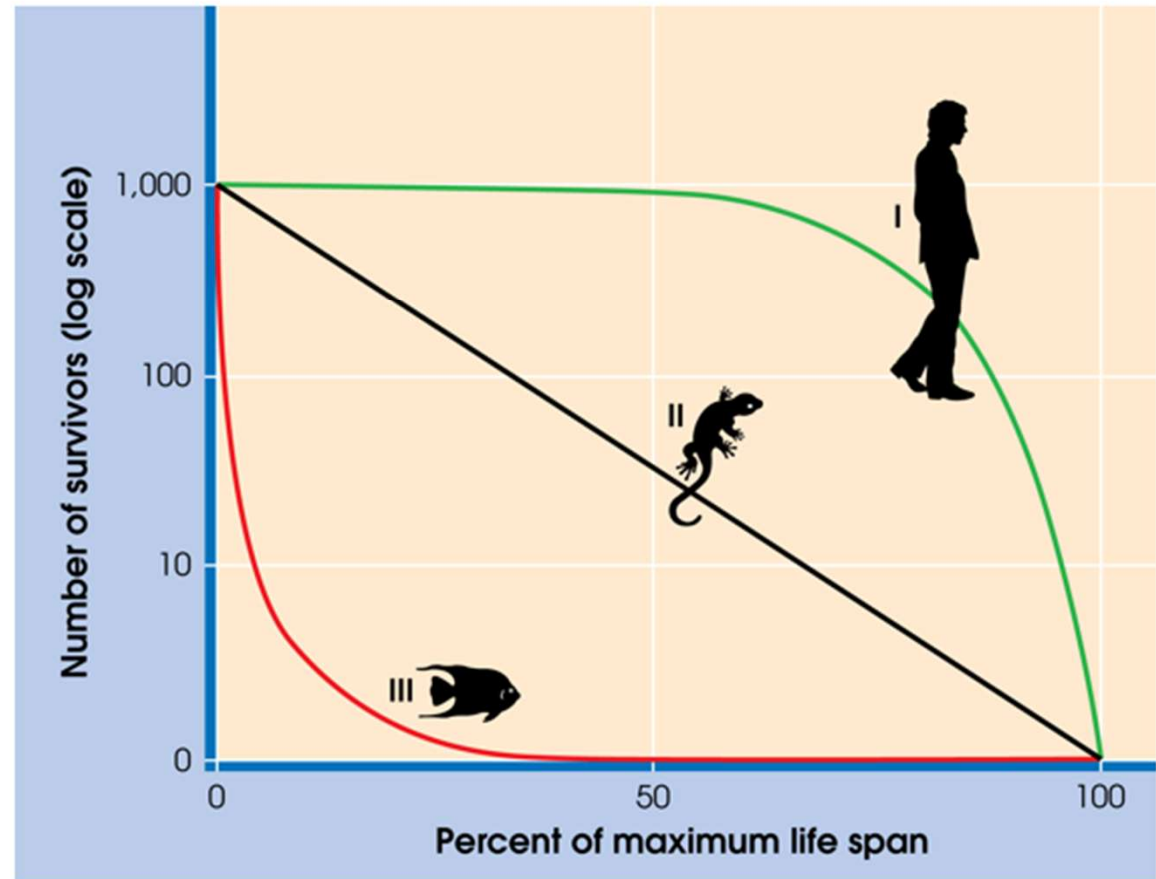 Number of survivors (log scale)
1,000
100
10
0
I
II
III
0 50 100
Percent of maximum life span